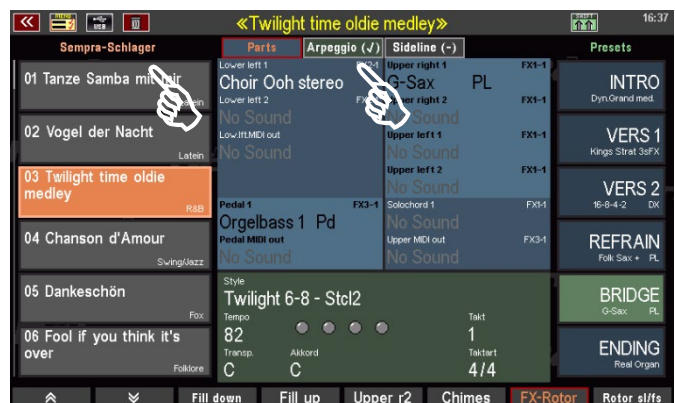 MENU
USB
«Twilight time oldie medley»
SHIFT
16:37
Sempra-Schlager
Parts
Arpeggio (√)
Sideline (-)
Presets
01 Tanze Samba mit mir
Latein
02 Vogel der Nacht
Latein
03 Twilight time oldie
medley
R&B
04 Chanson d'Amour
Swing/Jazz
05 Dankeschön
Fox
06 Fool if you think it's
over
Folklore
Lower left 1
FX2-1
Choir Ooh stereo
Lower left 2
No Sound
Low.lft.MIDI out
No Sound
Pedal 1
FX3-1
Orgelbass 1 Pd
Pedal MIDI out
No Sound
Upper right 1
FX1-1
G-Sax PL
Upper right 2
FX1-1
No Sound
Upper left 1
FX1-1
No Sound
Upper left 2
FX1-1
No Sound
Solochord 1
FX1-1
No Sound
Upper MIDI out
FX3-1
No Sound
Style
Twilight 6-8 - Stcl2
Tempo
Takt
82
1
Transp.
Akkord
Taktart
C
C
4/4
INTRO
Dyn.Grand med.
VERS 1
Kings Strat 3sFX
VERS 2
16-8-4-2 DX
REFRAIN
Folk Sax + PL
BRIDGE
G-Sax PL
ENDING
Real Organ
Fill down
Fill up
Upper r2
Chimes
FX-Rotor
Rotor sl/fs